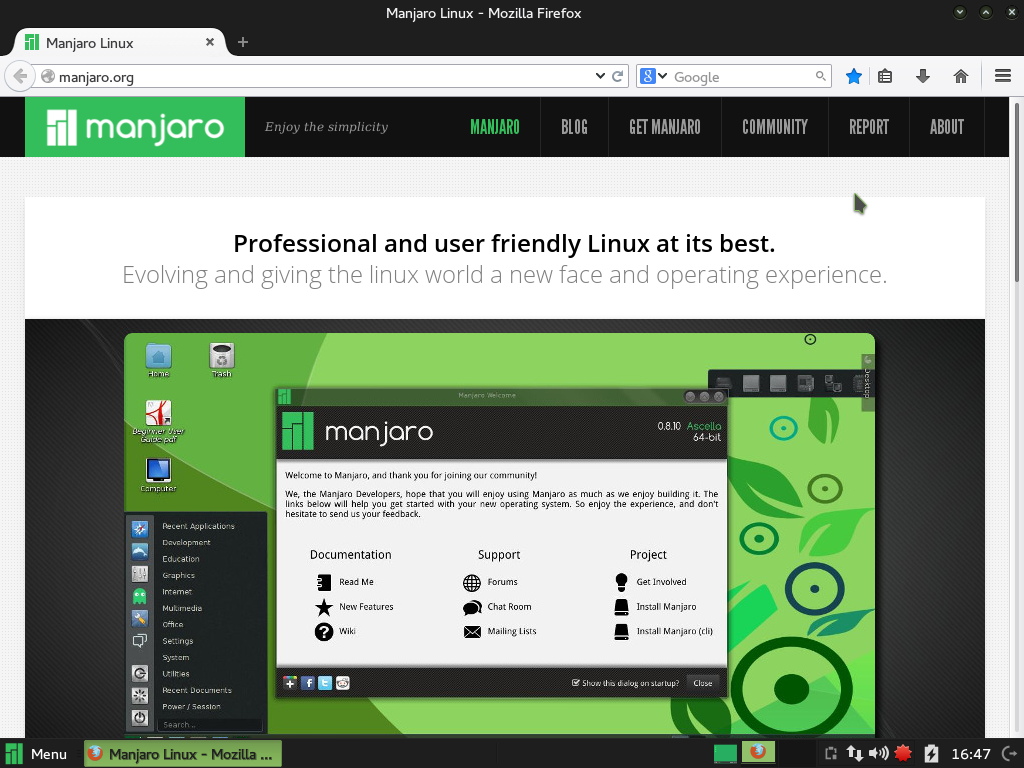 Manjaro Linux - Mozilla Firefox
Manjaro Linux
manjaro.org
Google
manjaro
Enjoy the simplicity
MANJARO
BLOG
GET MANJARO
COMMUNITY
REPORT
ABOUT
Professional and user friendly Linux at its best.
Evolving and giving the linux world a new face and operating experience.
Home
Trash
Beginner User
Guide.pdf
Computer
Desktop
Manjaro Welcome
manjaro
0.8.10 Ascella
64-bit
Welcome to Manjaro, and thank you for joining our community!
We, the Manjaro Developers, hope that you will enjoy using Manjaro as much as we enjoy building it. The
links below will help you get started with your new operating system. So enjoy the experience, and don't
hesitate to send us your feedback.
Documentation
Support
Project
Read Me
Forums
Get Involved
New Features
Chat Room
Install Manjaro
Wiki
Mailing Lists
Install Manjaro (cli)
Show this dialog on startup?
Close
Recent Applications
Development
Education
Graphics
Internet
Multimedia
Office
Settings
System
Utilities
Recent Documents
Power / Session
Search...
Menu
Manjaro Linux - Mozilla ...
16:47